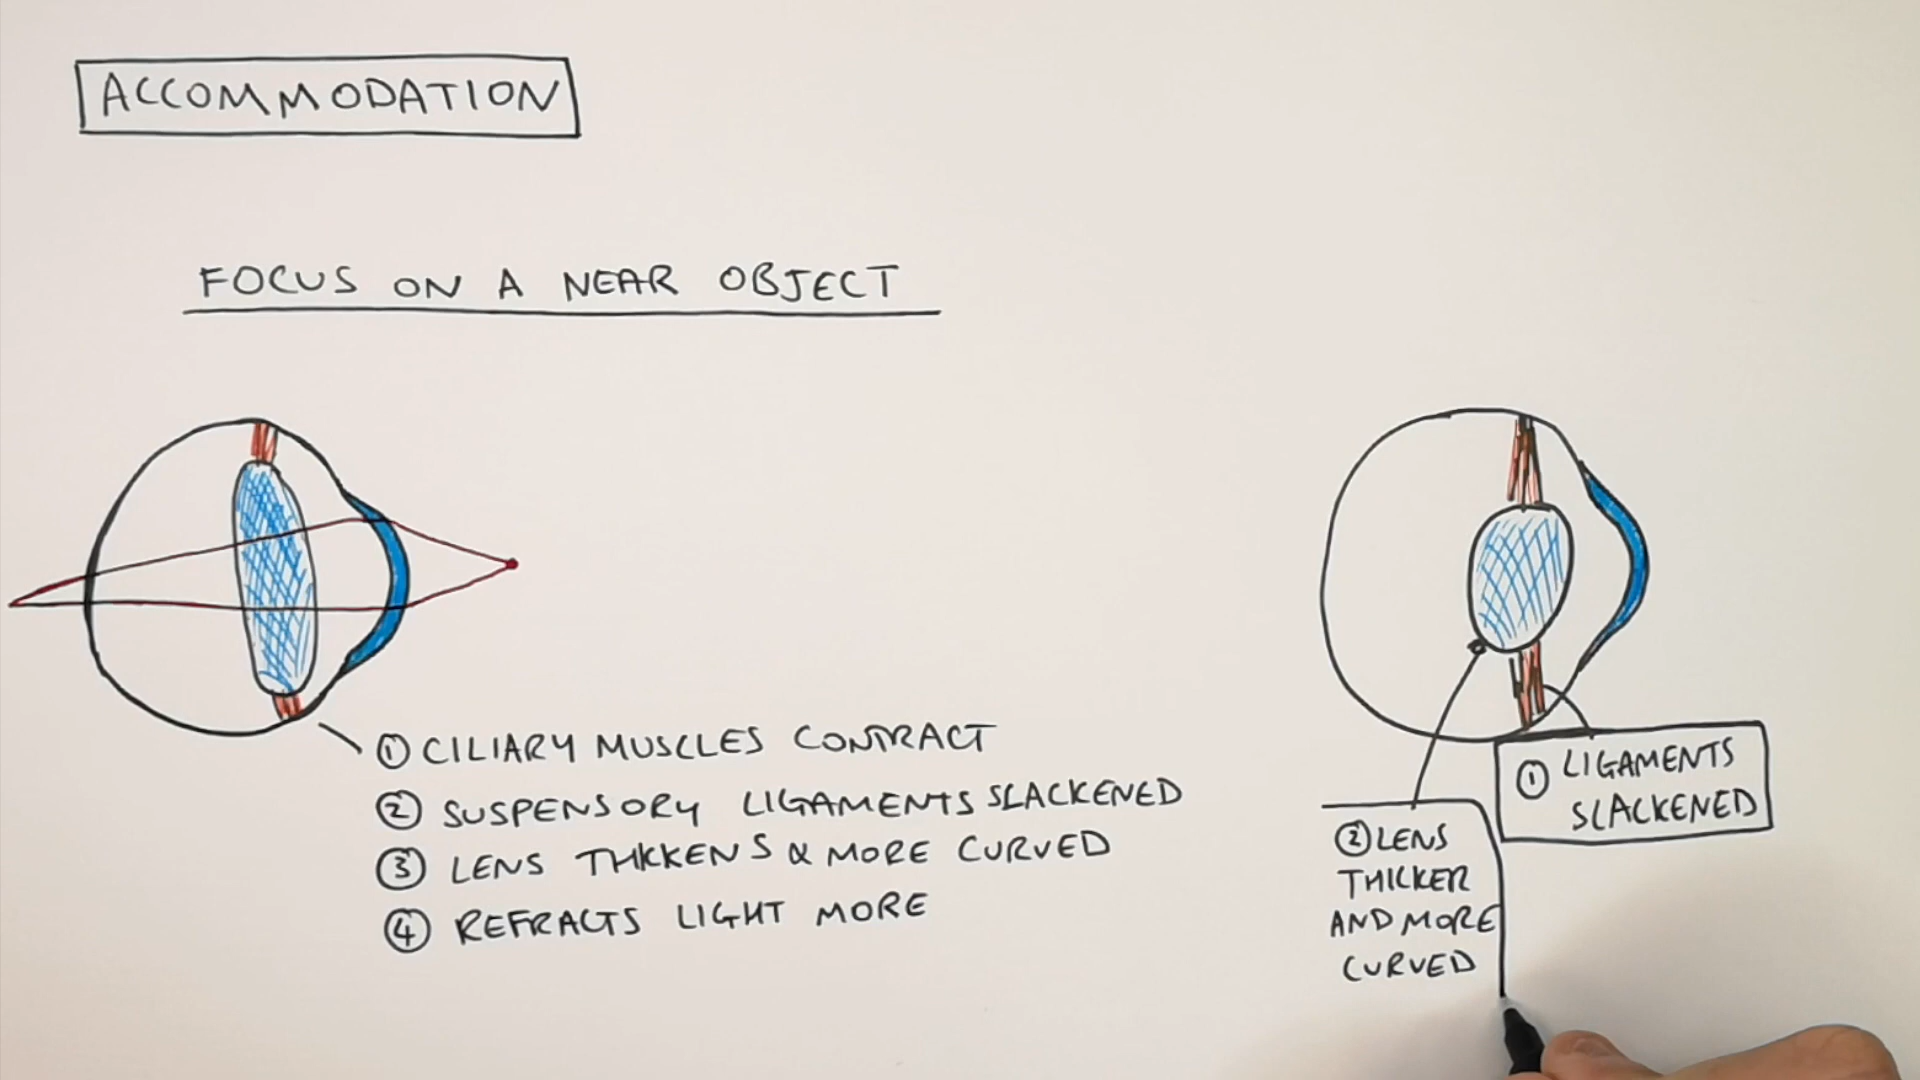 ACCOMMODATION
FOCUS ON A NEAR OBJECT
① CILIARY MUSCLES CONTRACT
② SUSPENSORY LIGAMENTS SLACKENED
③ LENS THICKENS & MORE CURVED
④ REFRACTS LIGHT MORE
① LIGAMENTS
SLACKENED
② LENS
THICKER
AND MORE
CURVED